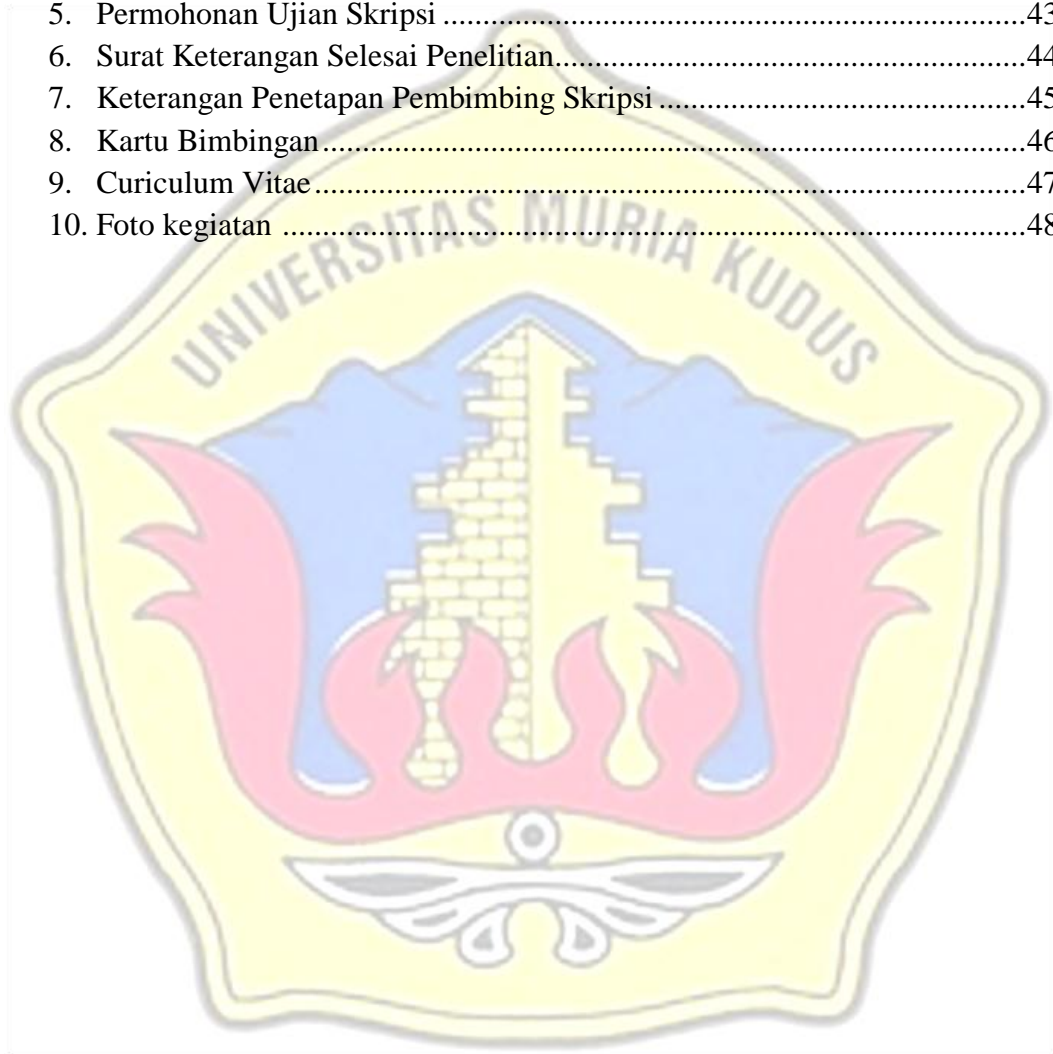 5. Permohonan Ujian Skripsi ........................................................................43
6. Surat Keterangan Selesai Penelitian..........................................................44
7. Keterangan Penetapan Pembimbing Skripsi .............................................45
8. Kartu Bimbingan.......................................................................................46
9. Curiculum Vitae........................................................................................47
10. Foto kegiatan ..........................................................................................48
UNIVERSITAS MURIA KUDUS